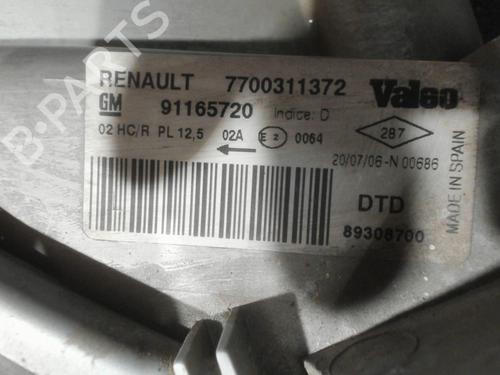 RENAULT 7700311372 Valeo
GM 91165720 Indice: D
02 HC/R PL 12,5 02A E2 0064 287
20/07/06-N 00686
DTD
89308700
MADE IN SPAIN
B-PARTS